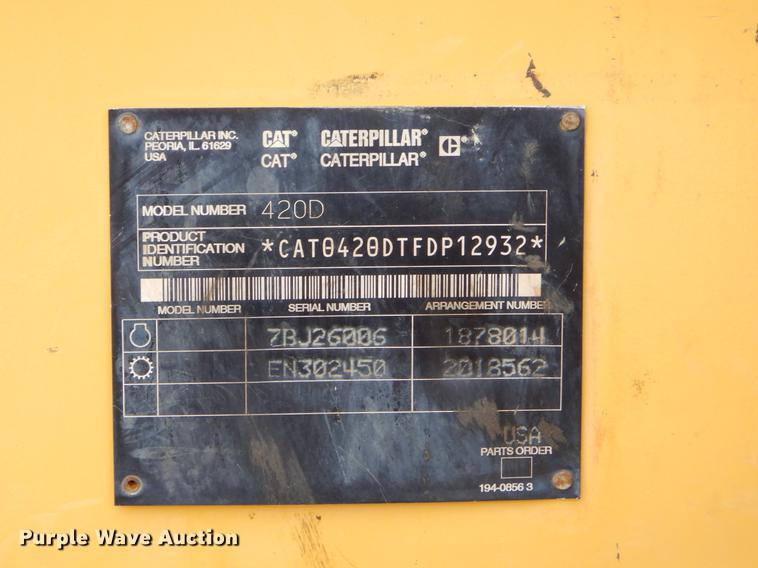 CATERPILLAR INC.
PEORIA, IL. 61629
USA
CAT® CATERPILLAR®
CAT® CATERPILLAR®
C®
MODEL NUMBER 420D
PRODUCT IDENTIFICATION NUMBER *CAT0420DTFDP12932*
MODEL NUMBER SERIAL NUMBER ARRANGEMENT NUMBER
7BJ26006 1878014
EN302450 2018562
USA
PARTS ORDER
194-0856 3
Purple Wave Auction